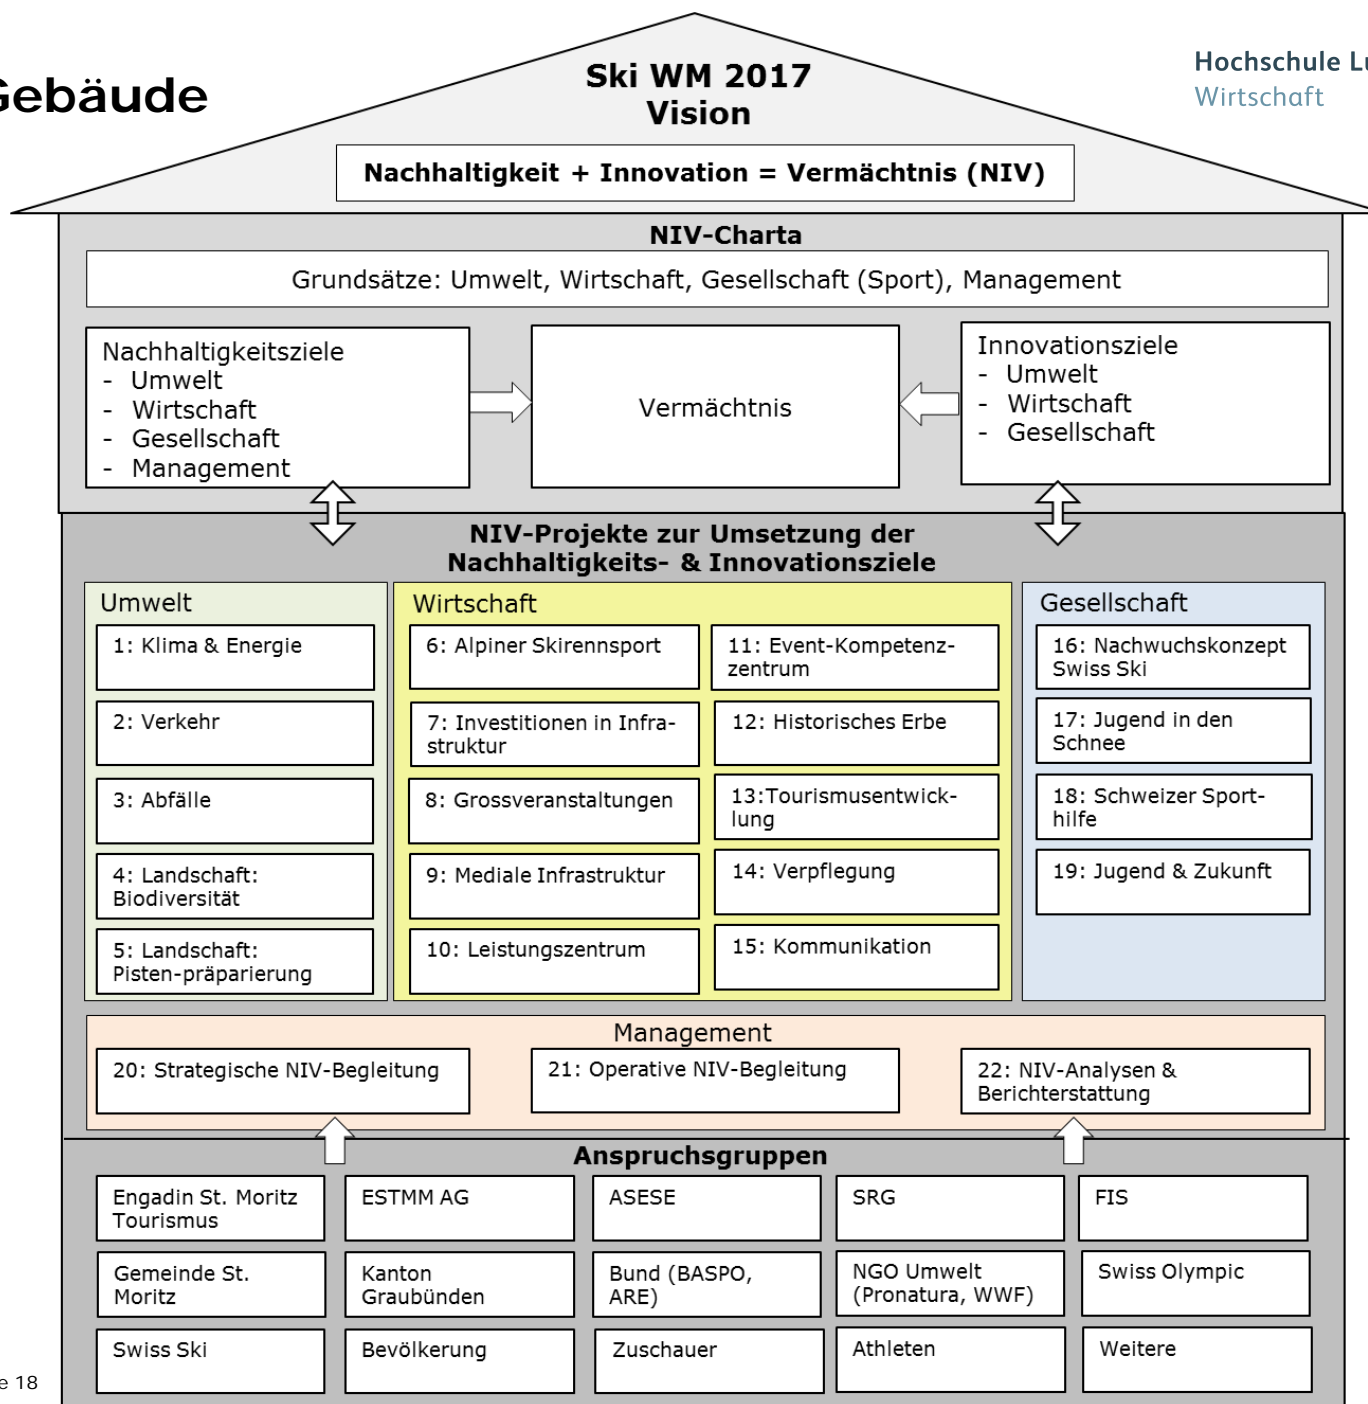 Gebäude
Hochschule Lu
Wirtschaft
Ski WM 2017
Vision
Nachhaltigkeit + Innovation = Vermächtnis (NIV)
NIV-Charta
Grundsätze: Umwelt, Wirtschaft, Gesellschaft (Sport), Management
Nachhaltigkeitsziele
- Umwelt
- Wirtschaft
- Gesellschaft
- Management
Vermächtnis
Innovationsziele
- Umwelt
- Wirtschaft
- Gesellschaft
NIV-Projekte zur Umsetzung der
Nachhaltigkeits- & Innovationsziele
Umwelt
1: Klima & Energie
2: Verkehr
3: Abfälle
4: Landschaft:
Biodiversität
5: Landschaft:
Pisten-präparierung
Wirtschaft
6: Alpiner Skirennsport
7: Investitionen in Infra-
struktur
8: Grossveranstaltungen
9: Mediale Infrastruktur
10: Leistungszentrum
11: Event-Kompetenz-
zentrum
12: Historisches Erbe
13:Tourismusentwick-
lung
14: Verpflegung
15: Kommunikation
Gesellschaft
16: Nachwuchskonzept
Swiss Ski
17: Jugend in den
Schnee
18: Schweizer Sport-
hilfe
19: Jugend & Zukunft
Management
20: Strategische NIV-Begleitung
21: Operative NIV-Begleitung
22: NIV-Analysen &
Berichterstattung
Anspruchsgruppen
Engadin St. Moritz
Tourismus
ESTMM AG
ASESE
SRG
FIS
Gemeinde St.
Moritz
Kanton
Graubünden
Bund (BASPO,
ARE)
NGO Umwelt
(Pronatura, WWF)
Swiss Olympic
Swiss Ski
Bevölkerung
Zuschauer
Athleten
Weitere
e 18